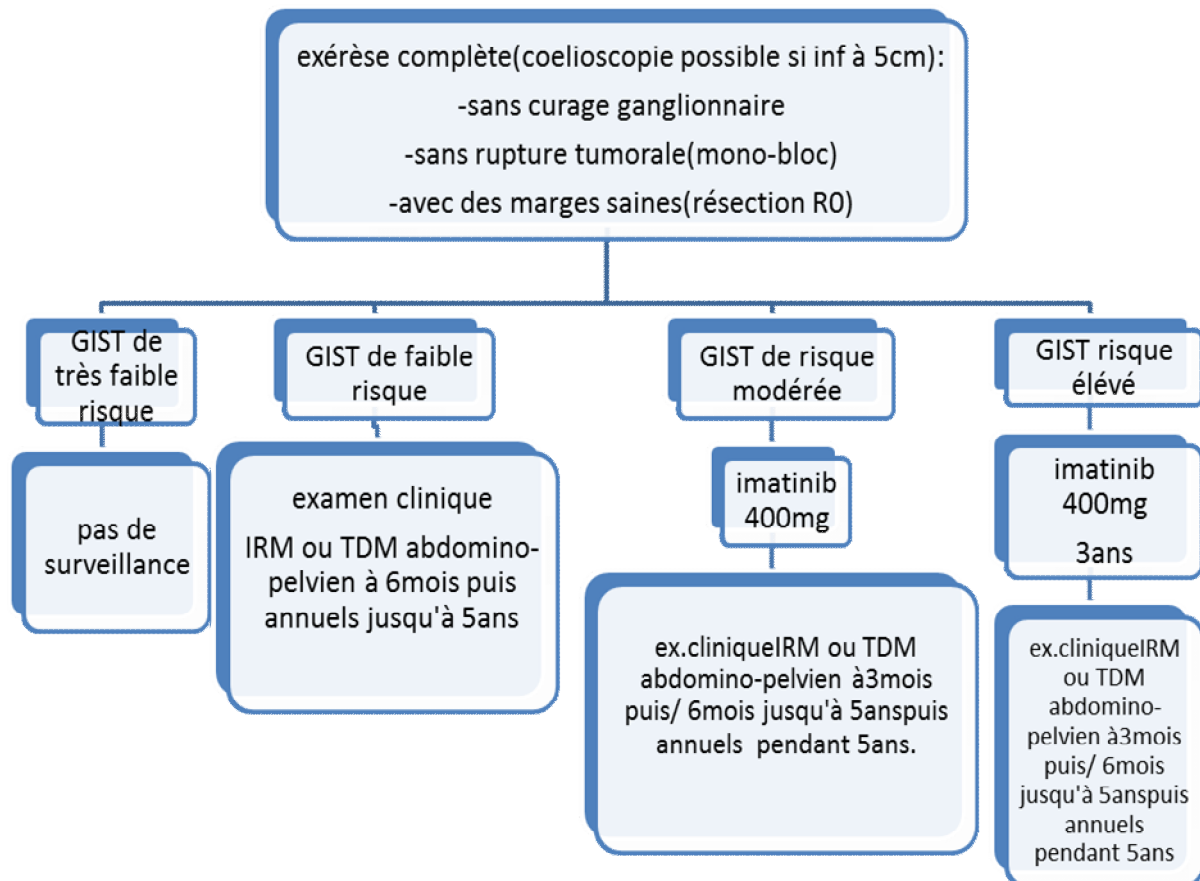 exérèse complète(coelioscopie possible si inf à 5cm):
-sans curage ganglionnaire
-sans rupture tumorale(mono-bloc)
-avec des marges saines(résection R0)
GIST de
très faible
risque
pas de
surveillance
GIST de faible
risque
examen clinique
IRM ou TDM abdomino-
pelvien à 6mois puis
annuels jusqu'à 5ans
GIST de risque
modérée
imatinib
400mg
ex.cliniqueIRM ou TDM
abdomino-pelvien à3mois
puis/ 6mois jusqu'à 5anspuis
annuels pendant 5ans.
GIST risque
élévé
imatinib
400mg
3ans
ex.cliniqueIRM
ou TDM
abdomino-
pelvien à3mois
puis/ 6mois
jusqu'à 5anspuis
annuels
pendant 5ans